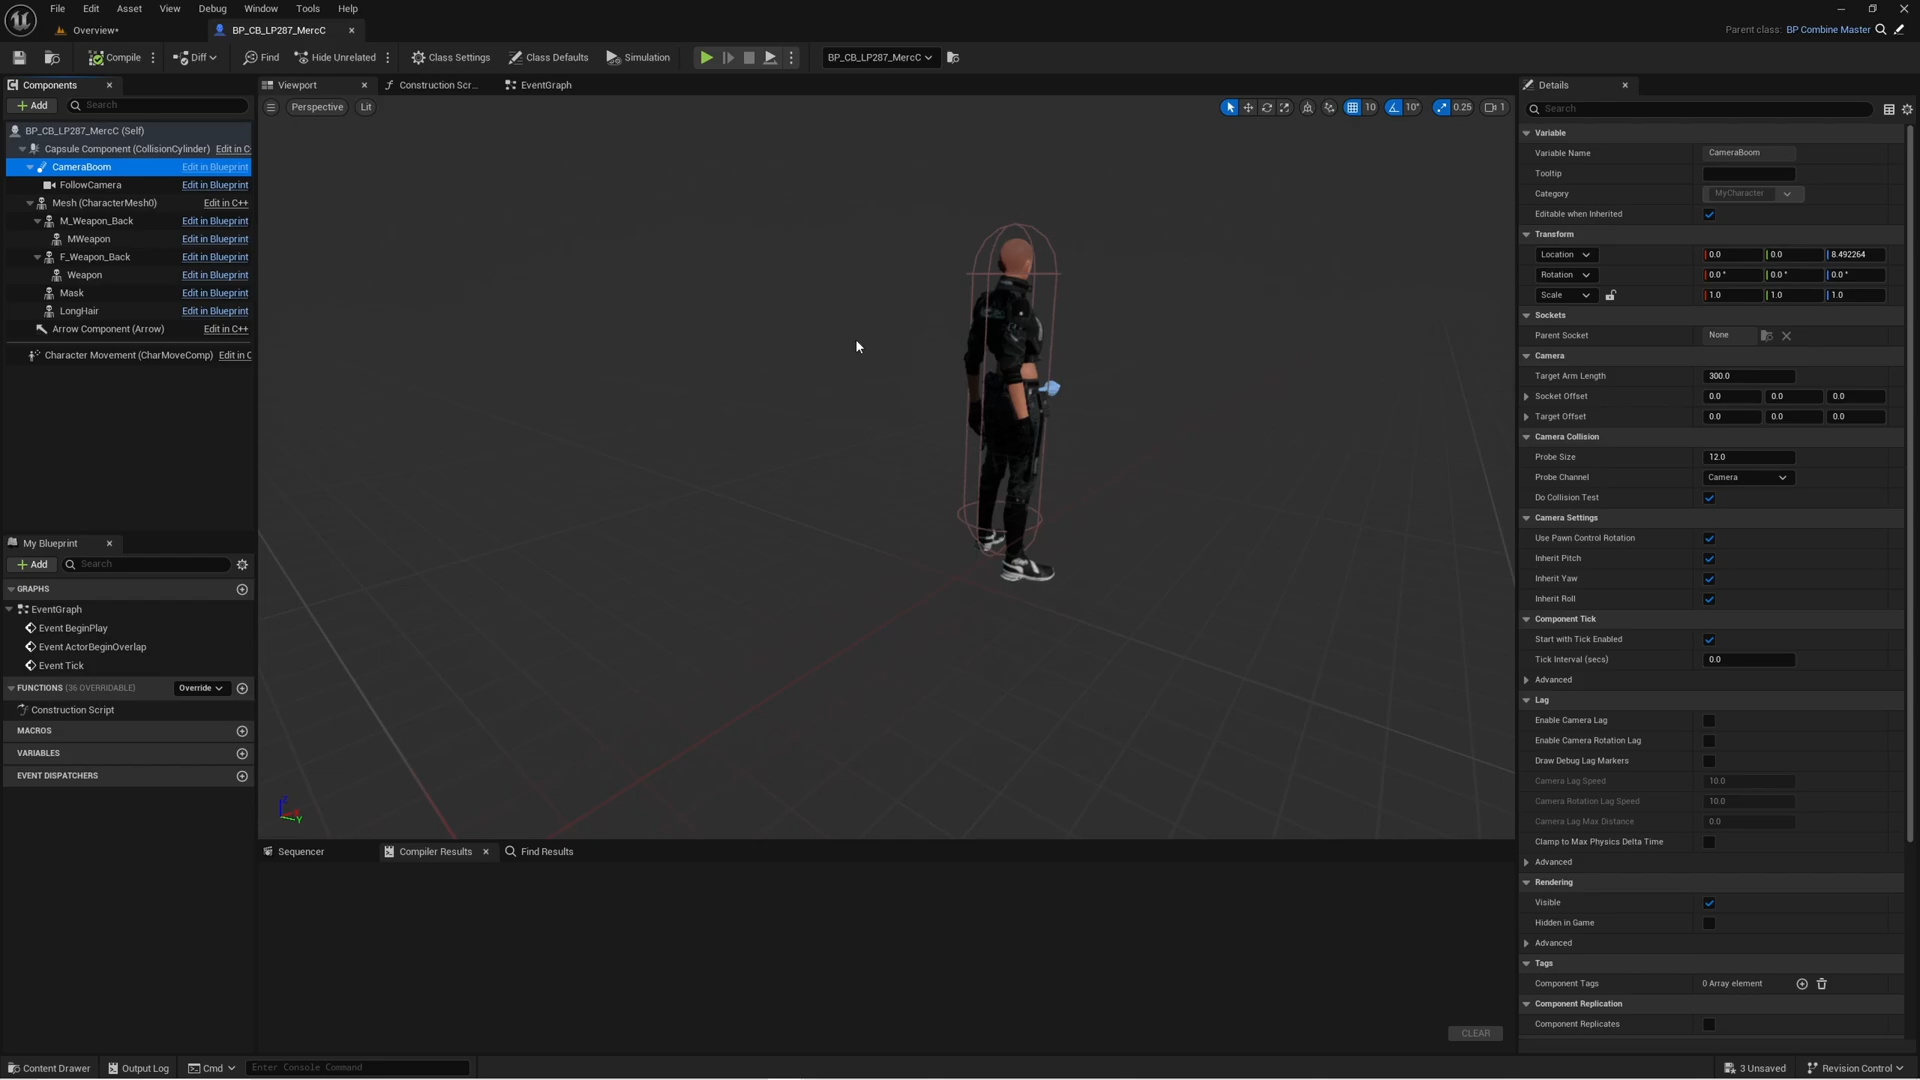 File Edit Asset View Debug Window Tools Help
Overview•
BP_CB_LP287_MercC
Parent class: BP Combine Master
Compile
Diff
Find
Hide Unrelated
Class Settings
Class Defaults
Simulation
BP_CB_LP287_MercC
Components
Add
Search
BP_CB_LP287_MercC (Self)
Capsule Component (CollisionCylinder) Edit in C
CameraBoom Edit in Blueprint
FollowCamera Edit in Blueprint
Mesh (CharacterMesh0) Edit in C++
M_Weapon_Back Edit in Blueprint
MWeapon Edit in Blueprint
F_Weapon_Back Edit in Blueprint
Weapon Edit in Blueprint
Mask Edit in Blueprint
LongHair Edit in Blueprint
Arrow Component (Arrow) Edit in C++
Character Movement (CharMoveComp) Edit in C
My Blueprint
Add
Search
GRAPHS
EventGraph
Event BeginPlay
Event ActorBeginOverlap
Event Tick
FUNCTIONS (36 OVERRIDABLE) Override
Construction Script
MACROS
VARIABLES
EVENT DISPATCHERS
Viewport
Construction Scr...
EventGraph
Perspective
Lit
10
10°
0.25
1
Z
Y
Sequencer
Compiler Results
Find Results
CLEAR
Details
Search
Variable
Variable Name CameraBoom
Tooltip
Category MyCharacter
Editable when Inherited
Transform
Location 0.0 0.0 8.492264
Rotation 0.0 ° 0.0 ° 0.0 °
Scale 1.0 1.0 1.0
Sockets
Parent Socket None
Camera
Target Arm Length 300.0
Socket Offset 0.0 0.0 0.0
Target Offset 0.0 0.0 0.0
Camera Collision
Probe Size 12.0
Probe Channel Camera
Do Collision Test
Camera Settings
Use Pawn Control Rotation
Inherit Pitch
Inherit Yaw
Inherit Roll
Component Tick
Start with Tick Enabled
Tick Interval (secs) 0.0
Advanced
Lag
Enable Camera Lag
Enable Camera Rotation Lag
Draw Debug Lag Markers
Camera Lag Speed 10.0
Camera Rotation Lag Speed 10.0
Camera Lag Max Distance 0.0
Clamp to Max Physics Delta Time
Advanced
Rendering
Visible
Hidden in Game
Advanced
Tags
Component Tags 0 Array element
Component Replication
Component Replicates
Content Drawer
Output Log
Cmd
Enter Console Command
3 Unsaved
Revision Control